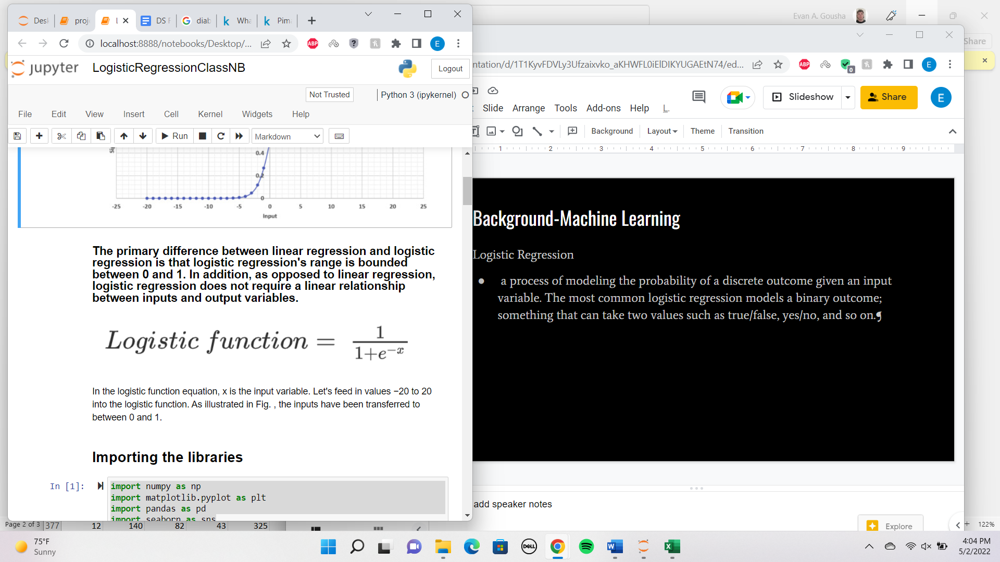 Desk
proj
l
DS F
diab
Wha
Pim
localhost:8888/notebooks/Desktop/...
ABP
E
jupyter LogisticRegressionClassNB
Logout
Not Trusted
Python 3 (ipykernel)
File Edit View Insert Cell Kernel Widgets Help
Run
Markdown
0.4
0.2
0
-25 -20 -15 -10 -5 0 5 10 15 20 25
Input
The primary difference between linear regression and logistic
regression is that logistic regression's range is bounded
between 0 and 1. In addition, as opposed to linear regression,
logistic regression does not require a linear relationship
between inputs and output variables.
Logistic function = 1 / 1+e^−x
In the logistic function equation, x is the input variable. Let's feed in values −20 to 20
into the logistic function. As illustrated in Fig. , the inputs have been transferred to
between 0 and 1.
Importing the libraries
In [1]:
import numpy as np
import matplotlib.pyplot as plt
import pandas as pd
import seaborn as sns
Evan A. Gousha
Share
ntation/d/1T1KyvFDVLy3Ufzaixvko_aKHWFL0iElDIKYUGAEtN74/ed...
ABP
0
E
Slide Arrange Tools Add-ons Help L.
Slideshow
Share
E
Background Layout Theme Transition
1 2 3 4 5 6 7 8 9
Background-Machine Learning
Logistic Regression
● a process of modeling the probability of a discrete outcome given an input
variable. The most common logistic regression models a binary outcome;
something that can take two values such as true/false, yes/no, and so on.¶
add speaker notes
Explore
Page 2 of 3
377 12 140 82 43 325
122%
75°F
Sunny
DELL
4:04 PM
5/2/2022